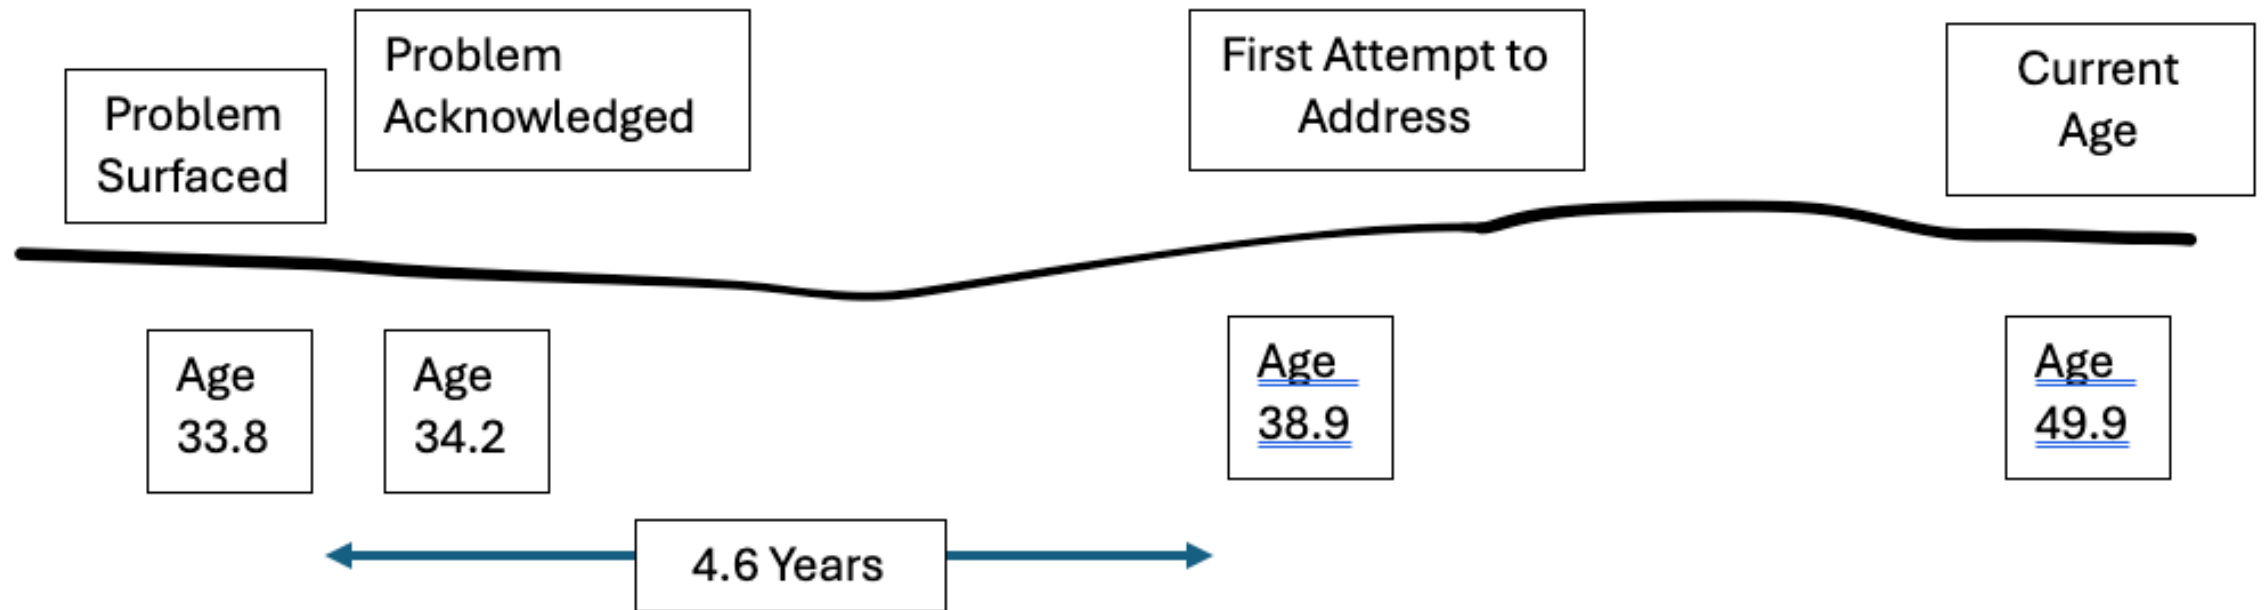 Problem
Surfaced
Problem
Acknowledged
First Attempt to
Address
Current
Age
Age
33.8
Age
34.2
Age
38.9
Age
49.9
4.6 Years